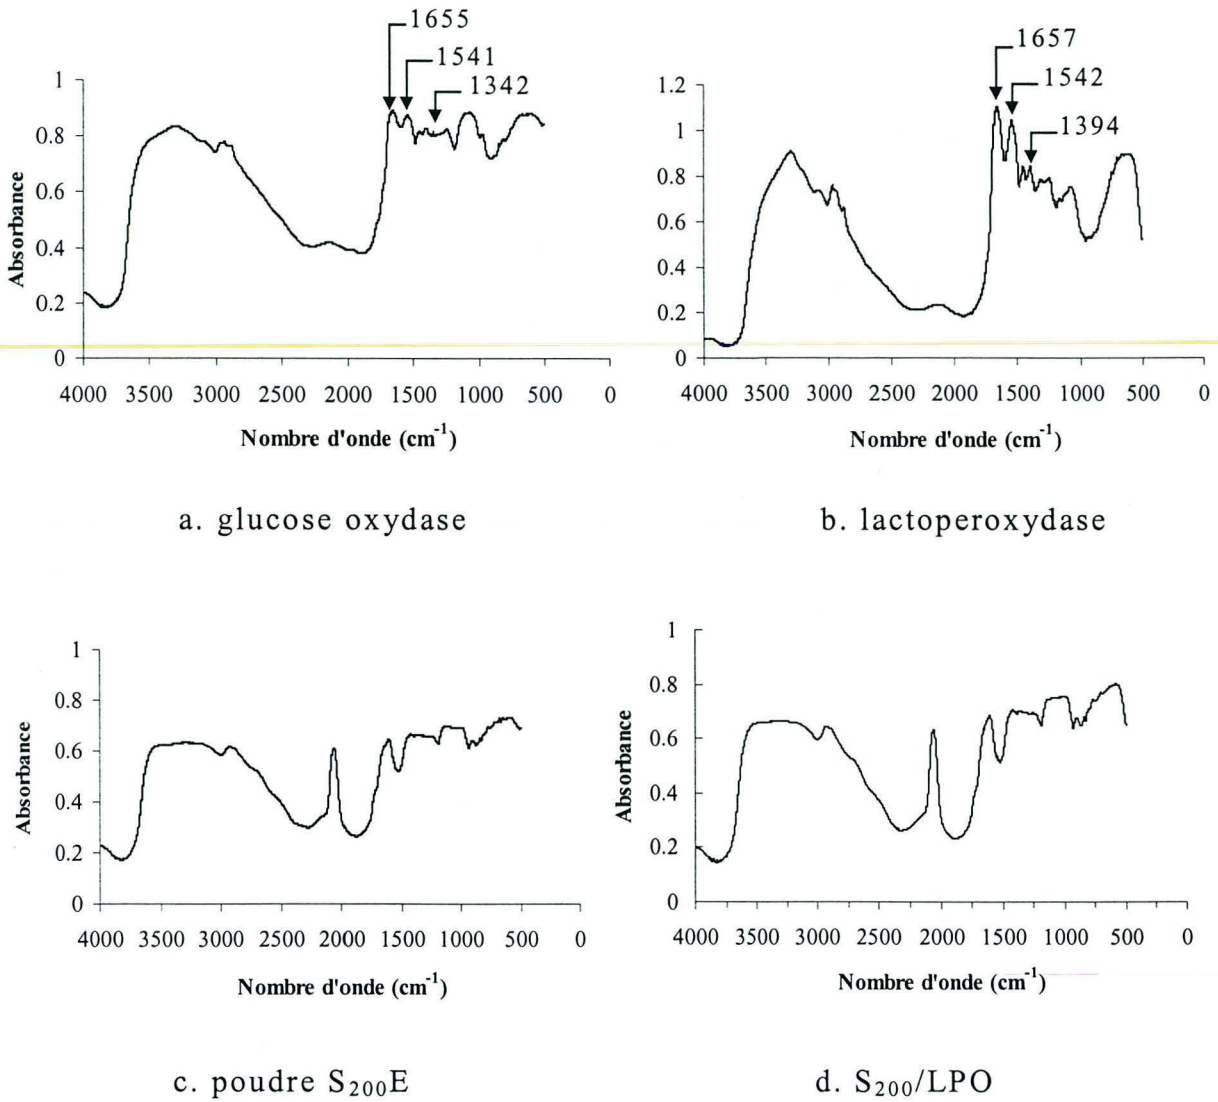 1655
1541
1342
1
0.8
0.6
0.4
0.2
0
Absorbance
4000 3500 3000 2500 2000 1500 1000 500 0
Nombre d'onde (cm⁻¹)
a. glucose oxydase
1657
1542
1394
1.2
1
0.8
0.6
0.4
0.2
0
Absorbance
4000 3500 3000 2500 2000 1500 1000 500 0
Nombre d'onde (cm⁻¹)
b. lactoperoxydase
1
0.8
0.6
0.4
0.2
0
Absorbance
4000 3500 3000 2500 2000 1500 1000 500 0
Nombre d'onde (cm⁻¹)
c. poudre S₂₀₀E
1
0.8
0.6
0.4
0.2
0
Absorbance
4000 3500 3000 2500 2000 1500 1000 500 0
Nombre d'onde (cm⁻¹)
d. S₂₀₀/LPO